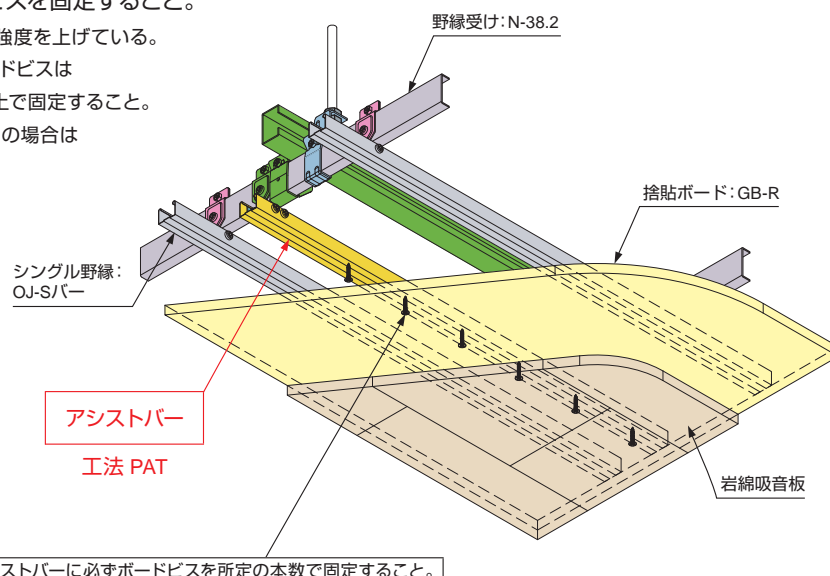 ビスを固定すること。
強度を上げている。
ドビスは
上で固定すること。
の場合は
野縁受け：N-38.2
捨貼ボード：GB-R
シングル野縁：
OJ-Sバー
アシストバー
工法 PAT
岩綿吸音板
ストバーに必ずボードビスを所定の本数で固定すること。